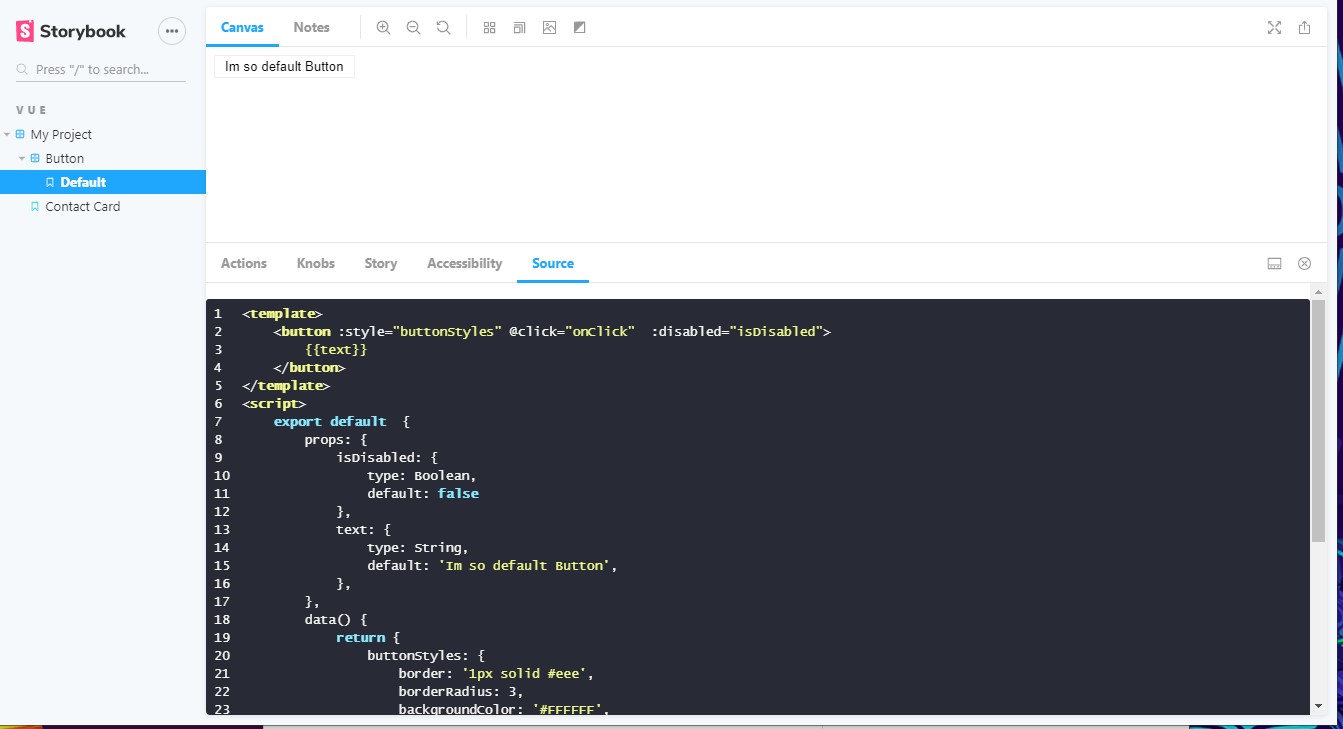 Storybook
Press "/" to search...
VUE
My Project
Button
Default
Contact Card
Canvas Notes
Im so default Button
Actions Knobs Story Accessibility Source
1 <template>
2 <button :style="buttonStyles" @click="onClick"  :disabled="isDisabled">
3 {{text}}
4 </button>
5 </template>
6 <script>
7 export default  {
8 props: {
9 isDisabled: {
10 type: Boolean,
11 default: false
12 },
13 text: {
14 type: String,
15 default: 'Im so default Button',
16 },
17 },
18 data() {
19 return {
20 buttonStyles: {
21 border: '1px solid #eee',
22 borderRadius: 3,
23 backgroundColor: '#FFFFFF',